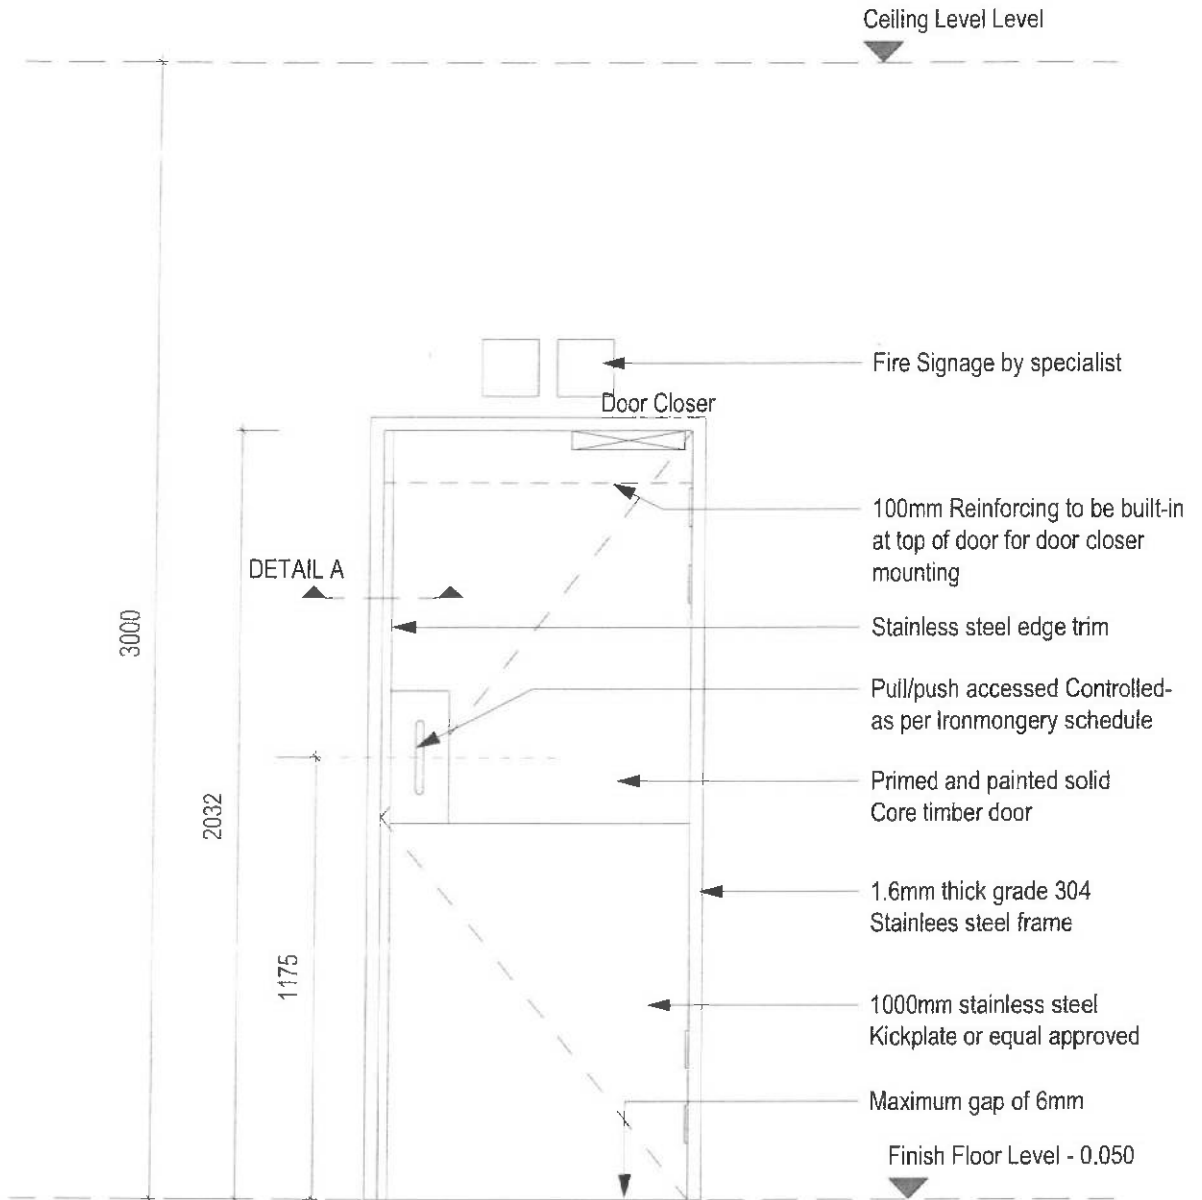 Ceiling Level Level
Fire Signage by specialist
Door Closer
100mm Reinforcing to be built-in
at top of door for door closer
mounting
DETAIL A
Stainless steel edge trim
3000
Pull/push accessed Controlled-
as per Ironmongery schedule
Primed and painted solid
Core timber door
2032
1.6mm thick grade 304
Stainlees steel frame
1175
1000mm stainless steel
Kickplate or equal approved
Maximum gap of 6mm
Finish Floor Level - 0.050